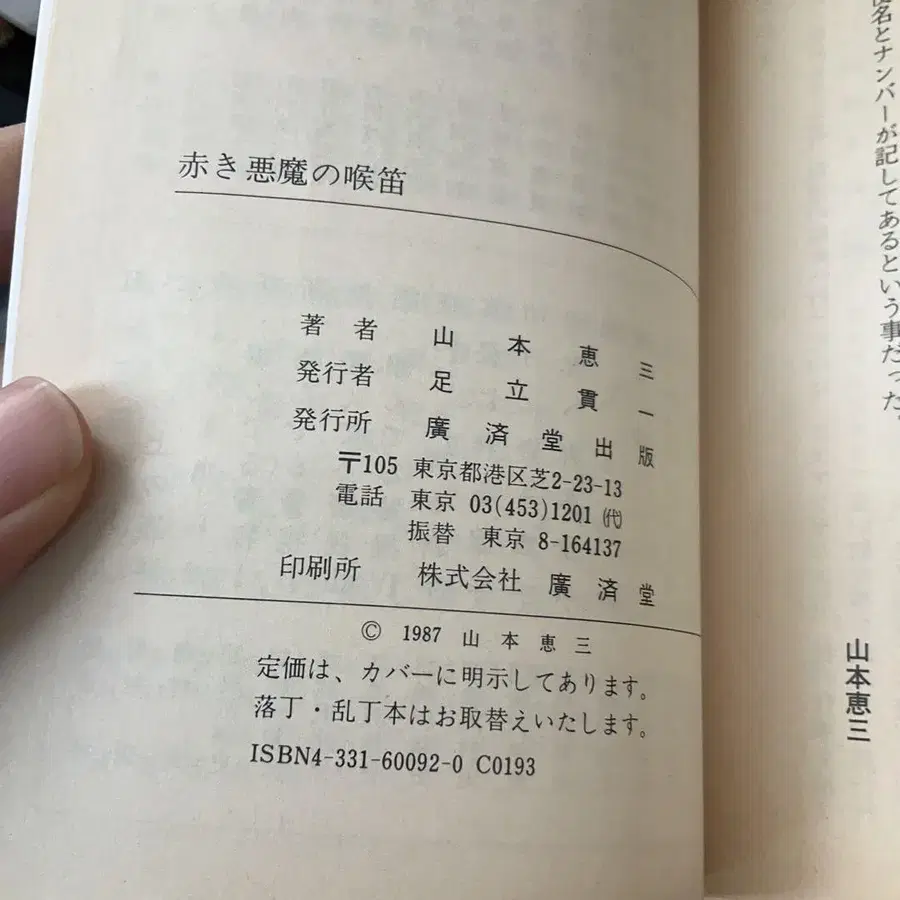 赤き悪魔の喉笛
著者 山本恵三
発行者 足立貫一
発行所 廣済堂出版
〒105 東京都港区芝2-23-13
電話 東京 03(453)1201 ㈹
振替 東京 8-164137
印刷所 株式会社 廣済堂
© 1987 山本恵三
定価は、カバーに明示してあります。
落丁・乱丁本はお取替えいたします。
ISBN4-331-60092-0 C0193
名とナンバーが記してあるという事だった。
山本恵三